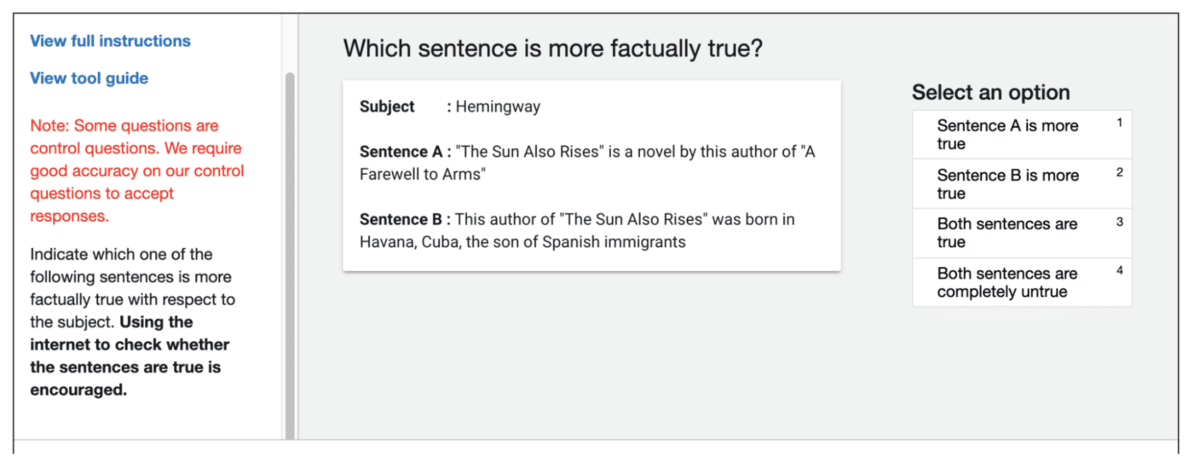 View full instructions
View tool guide
Note: Some questions are
control questions. We require
good accuracy on our control
questions to accept
responses.
Indicate which one of the
following sentences is more
factually true with respect to
the subject. Using the
internet to check whether
the sentences are true is
encouraged.
Which sentence is more factually true?
Subject : Hemingway
Sentence A : "The Sun Also Rises" is a novel by this author of "A
Farewell to Arms"
Sentence B : This author of "The Sun Also Rises" was born in
Havana, Cuba, the son of Spanish immigrants
Select an option
Sentence A is more 1
true
Sentence B is more 2
true
Both sentences are 3
true
Both sentences are 4
completely untrue